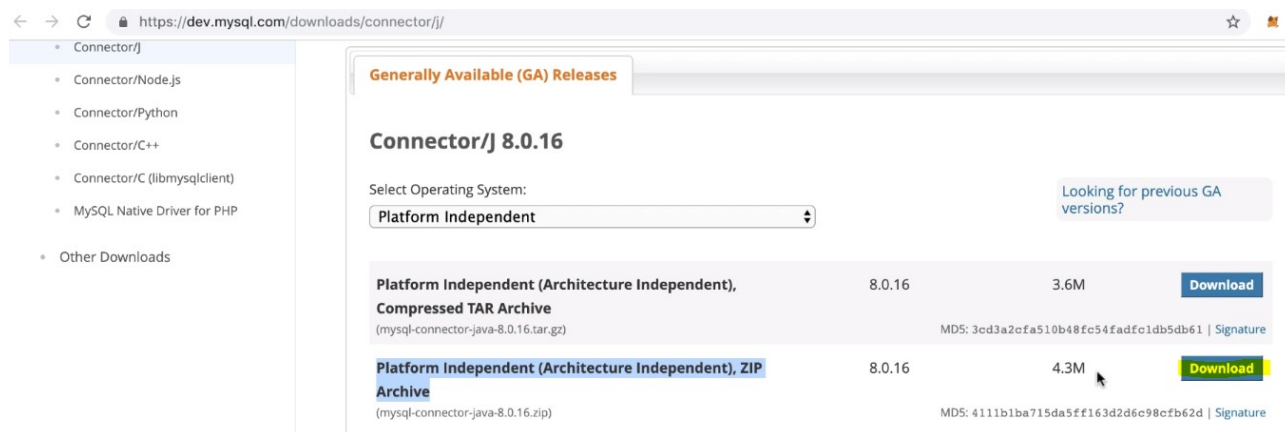 https://dev.mysql.com/downloads/connector/j/
Connector/J
Connector/Node.js
Connector/Python
Connector/C++
Connector/C (libmysqlclient)
MySQL Native Driver for PHP
Other Downloads
Generally Available (GA) Releases
Connector/J 8.0.16
Select Operating System:
Platform Independent
Looking for previous GA
versions?
Platform Independent (Architecture Independent),
Compressed TAR Archive
(mysql-connector-java-8.0.16.tar.gz)
8.0.16
3.6M
Download
MD5: 3cd3a2cfa510b48fc54fadfc1db5db61 | Signature
Platform Independent (Architecture Independent), ZIP
Archive
(mysql-connector-java-8.0.16.zip)
8.0.16
4.3M
Download
MD5: 4111b1ba715da5ff163d2d6c98cfb62d | Signature